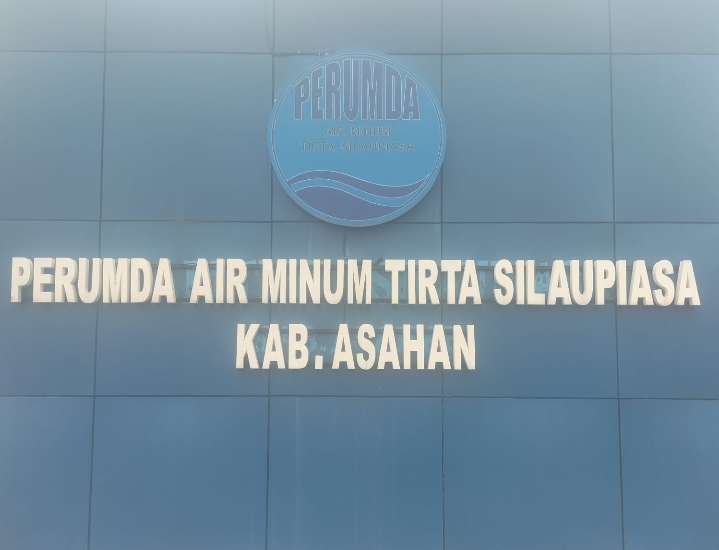 PERUMDA
AIR MINUM
TIRTA SILAUPIASA
PERUMDA AIR MINUM TIRTA SILAUPIASA
KAB. ASAHAN